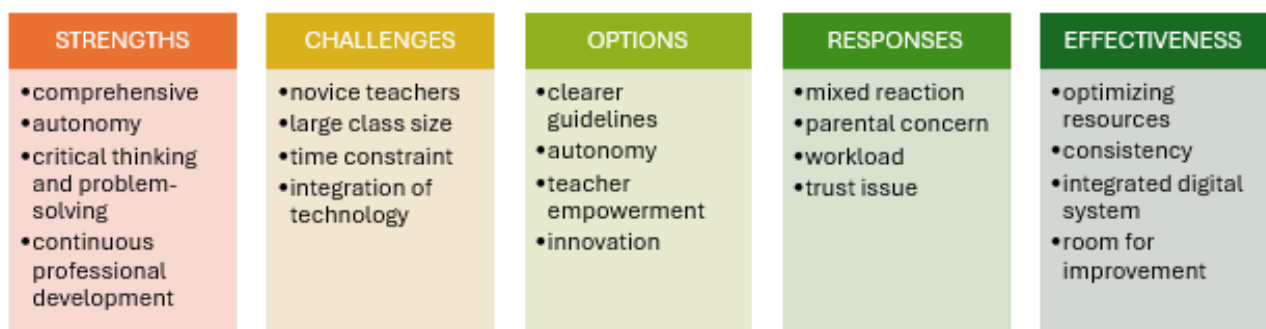 STRENGTHS
•comprehensive
•autonomy
•critical thinking
and problem-
solving
•continuous
professional
development
CHALLENGES
•novice teachers
•large class size
•time constraint
•integration of
technology
OPTIONS
•clearer
guidelines
•autonomy
•teacher
empowerment
•innovation
RESPONSES
•mixed reaction
•parental concern
•workload
•trust issue
EFFECTIVENESS
•optimizing
resources
•consistency
•integrated digital
system
•room for
improvement